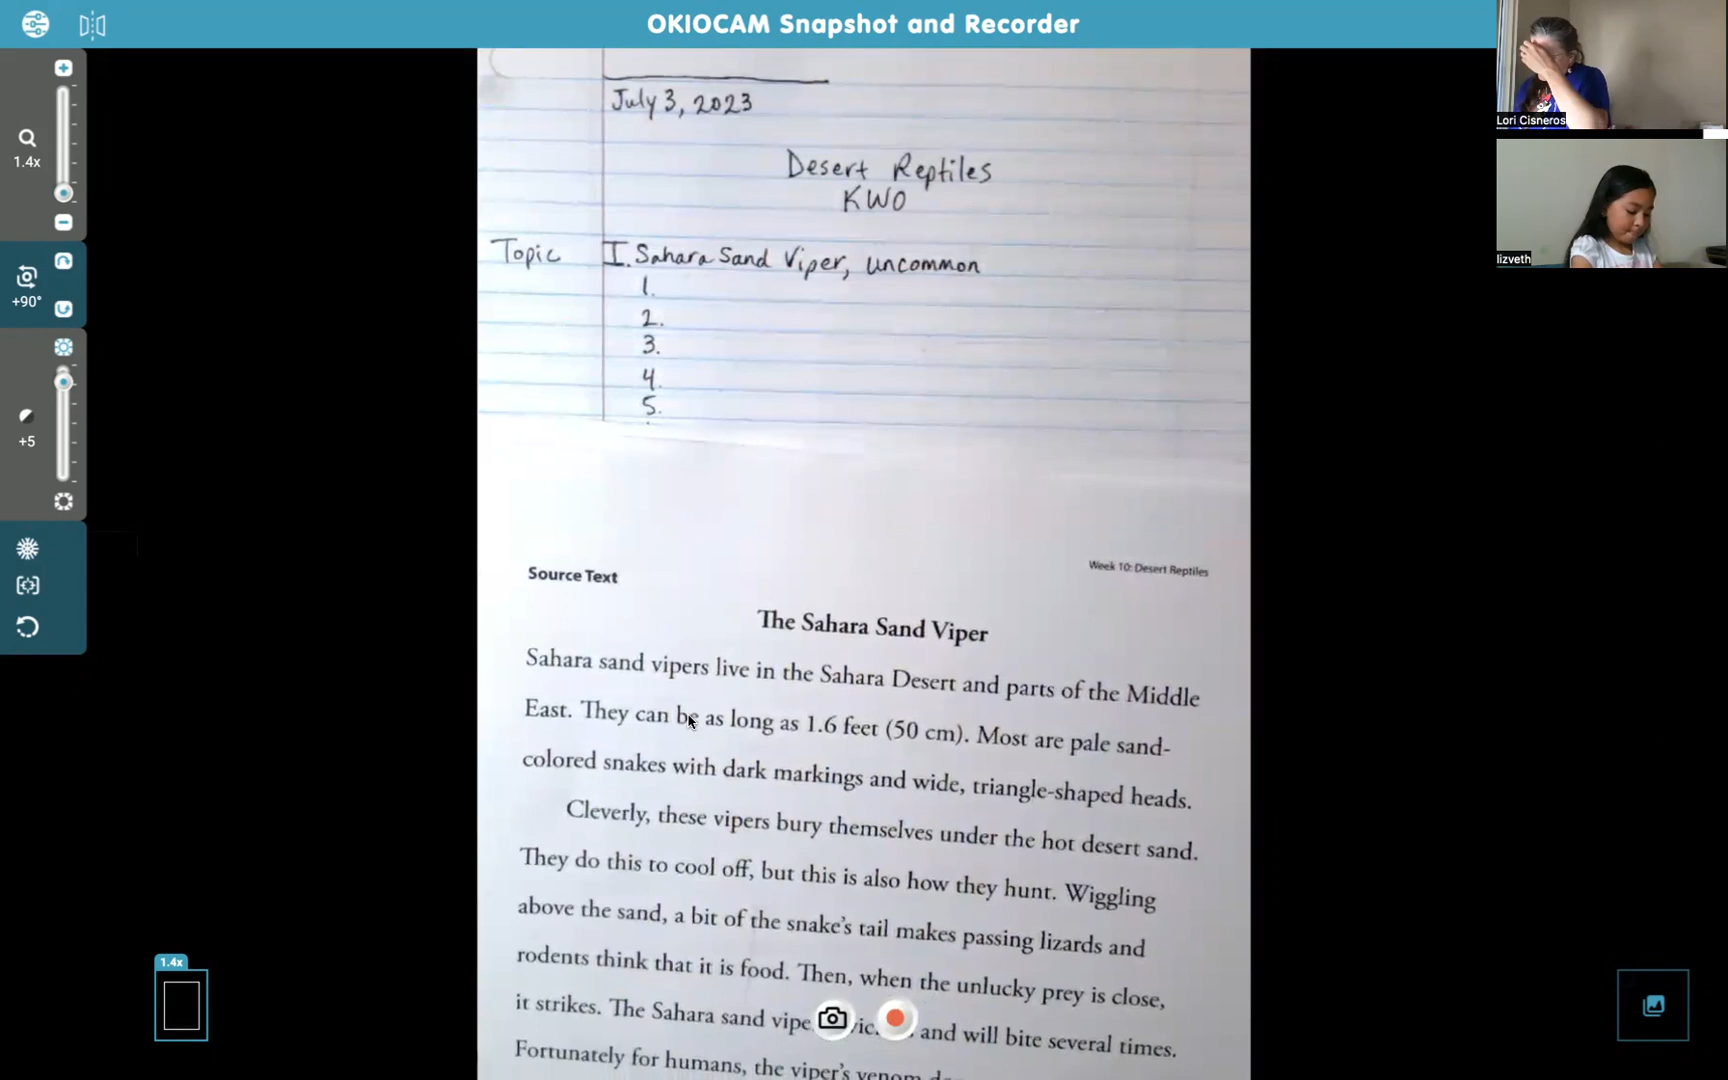 OKIOCAM Snapshot and Recorder
Lori Cisneros
lizveth
1.4x
+90°
+5
1.4x
July 3, 2023
Desert Reptiles
KWO
Topic I. Sahara Sand Viper, uncommon
1.
2.
3.
4.
5.
Source Text
Week 10: Desert Reptiles
The Sahara Sand Viper
Sahara sand vipers live in the Sahara Desert and parts of the Middle
East. They can be as long as 1.6 feet (50 cm). Most are pale sand-
colored snakes with dark markings and wide, triangle-shaped heads.
Cleverly, these vipers bury themselves under the hot desert sand.
They do this to cool off, but this is also how they hunt. Wiggling
above the sand, a bit of the snake's tail makes passing lizards and
rodents think that it is food. Then, when the unlucky prey is close,
it strikes. The Sahara sand and will bite several times.
Fortunately for humans, the viper's venom